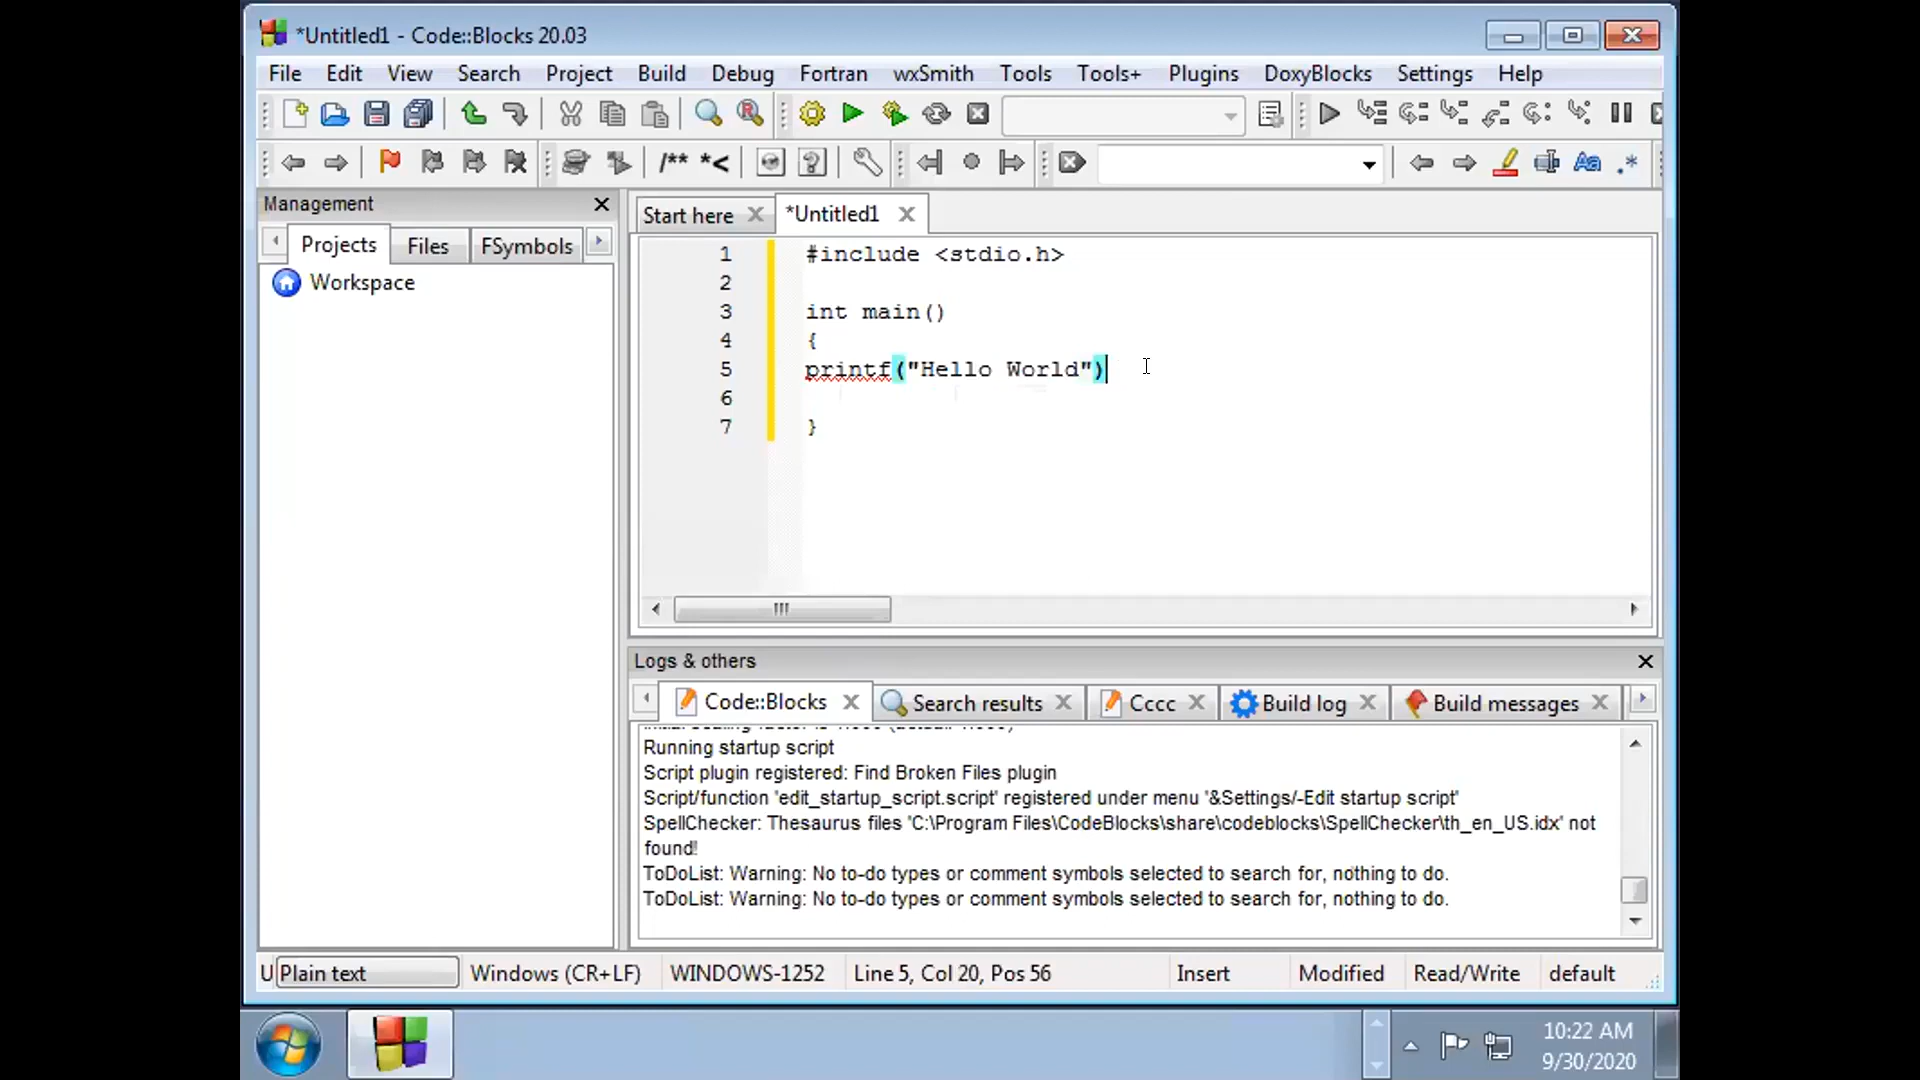 *Untitled1 - Code::Blocks 20.03
File Edit View Search Project Build Debug Fortran wxSmith Tools Tools+ Plugins DoxyBlocks Settings Help
/** *<
Aa .*
Management
Start here *Untitled1
Projects Files FSymbols
Workspace
1 #include <stdio.h>
2
3 int main()
4 {
5 printf("Hello World")
6
7 }
Logs & others
Code::Blocks Search results Cccc Build log Build messages
Running startup script
Script plugin registered: Find Broken Files plugin
Script/function 'edit_startup_script.script' registered under menu '&Settings/-Edit startup script'
SpellChecker: Thesaurus files 'C:\Program Files\CodeBlocks\share\codeblocks\SpellChecker\th_en_US.idx' not
found!
ToDoList: Warning: No to-do types or comment symbols selected to search for, nothing to do.
ToDoList: Warning: No to-do types or comment symbols selected to search for, nothing to do.
U Plain text Windows (CR+LF) WINDOWS-1252 Line 5, Col 20, Pos 56 Insert Modified Read/Write default
10:22 AM
9/30/2020